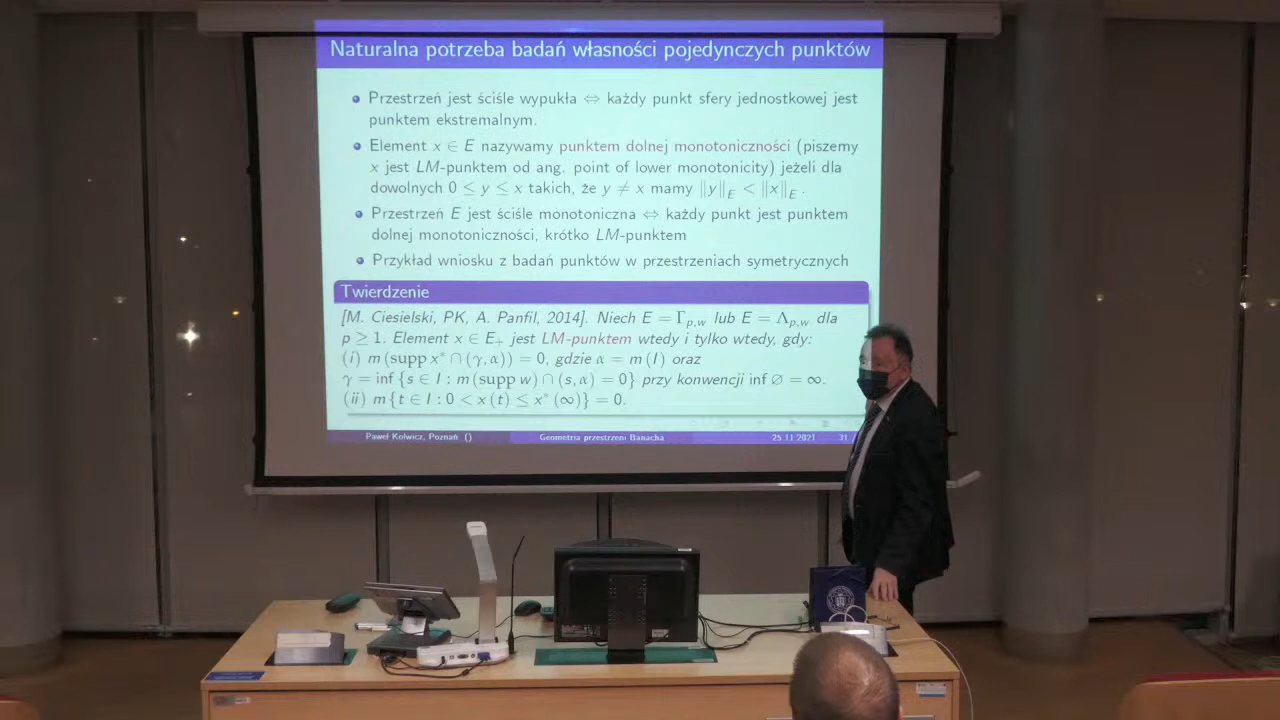 Naturalna potrzeba badań własności pojedynczych punktów
Przestrzeń jest ściśle wypukła ⇔ każdy punkt sfery jednostkowej jest
punktem ekstremalnym.
Element x ∈ E nazywamy punktem dolnej monotoniczności (piszemy
x jest LM-punktem od ang. point of lower monotonicity) jeżeli dla
dowolnych 0 ≤ y ≤ x takich, że y ≠ x mamy ‖y‖_E < ‖x‖_E .
Przestrzeń E jest ściśle monotoniczna ⇔ każdy punkt jest punktem
dolnej monotoniczności, krótko LM-punktem
Przykład wniosku z badań punktów w przestrzeniach symetrycznych
Twierdzenie
[M. Ciesielski, PK, A. Panfil, 2014]. Niech E = Γ_{p,w} lub E = Λ_{p,w} dla
p ≥ 1. Element x ∈ E₊ jest LM-punktem wtedy i tylko wtedy, gdy:
(i) m (supp x* ∩ (γ, α)) = 0, gdzie α = m (I) oraz
γ = inf {s ∈ I : m (supp w) ∩ (s, α) = 0} przy konwencji inf ∅ = ∞.
(ii) m {t ∈ I : 0 < x (t) ≤ x* (∞)} = 0.
Paweł Kolwicz, Poznań () Geometria przestrzeni Banacha 25.11.2021 31